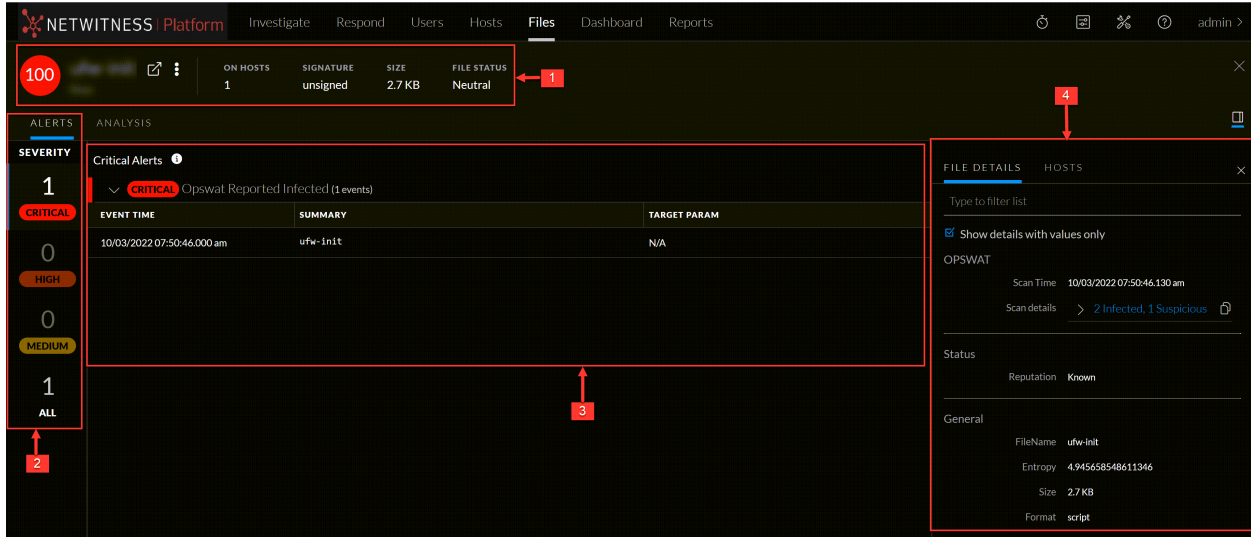 NETWITNESS | Platform Investigate Respond Users Hosts Files Dashboard Reports admin >
100 ON HOSTS SIGNATURE SIZE FILE STATUS
1 unsigned 2.7 KB Neutral
1
4
ALERTS ANALYSIS
SEVERITY
1
CRITICAL
0
HIGH
0
MEDIUM
1
ALL
2
Critical Alerts
CRITICAL Opswat Reported Infected (1 events)
EVENT TIME SUMMARY TARGET PARAM
10/03/2022 07:50:46.000 am ufw-init N/A
3
FILE DETAILS HOSTS
Type to filter list
Show details with values only
OPSWAT
Scan Time 10/03/2022 07:50:46.130 am
Scan details > 2 Infected, 1 Suspicious
Status
Reputation Known
General
FileName ufw-init
Entropy 4.945658548611346
Size 2.7 KB
Format script